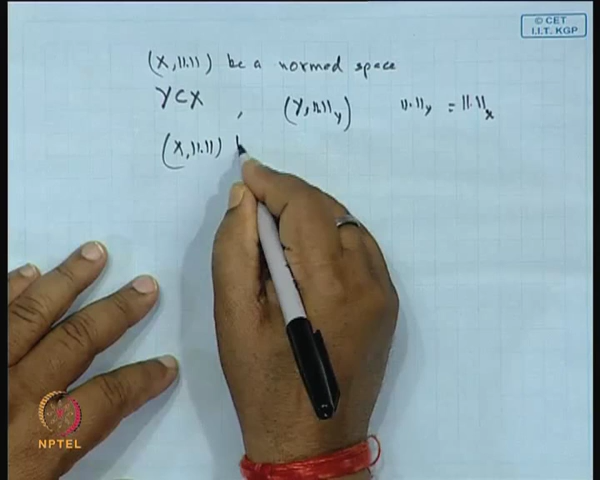 © CET
I.I.T. KGP
(X, ||.||) be a normed space
Y ⊂ X , (Y, ||.||_Y) ||.||_Y = ||.||_X
(X, ||.||) b
NPTEL